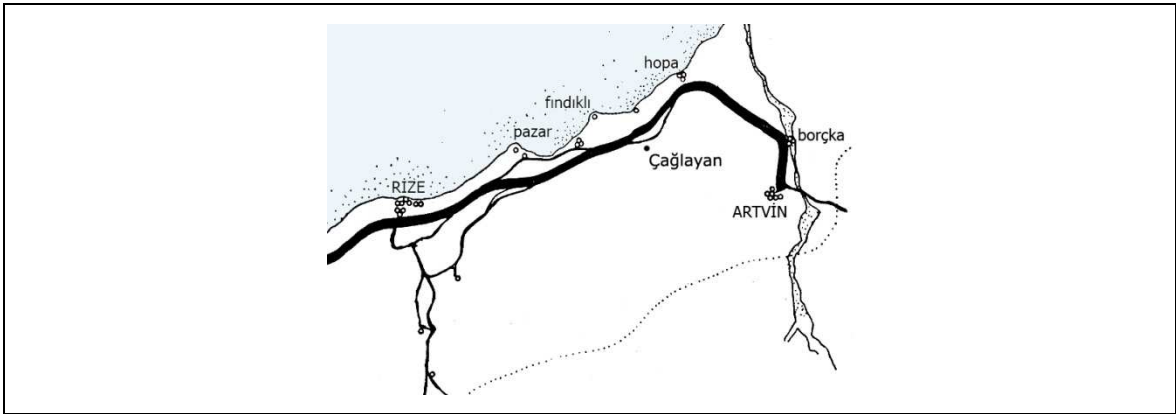 hopa
fındıklı
pazar
borçka
Çağlayan
RİZE
ARTVİN